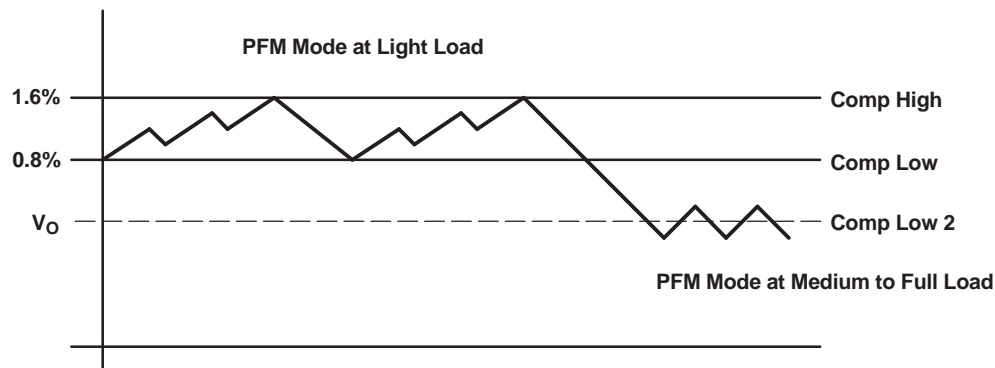 PFM Mode at Light Load
1.6%
Comp High
0.8%
Comp Low
VO
Comp Low 2
PFM Mode at Medium to Full Load